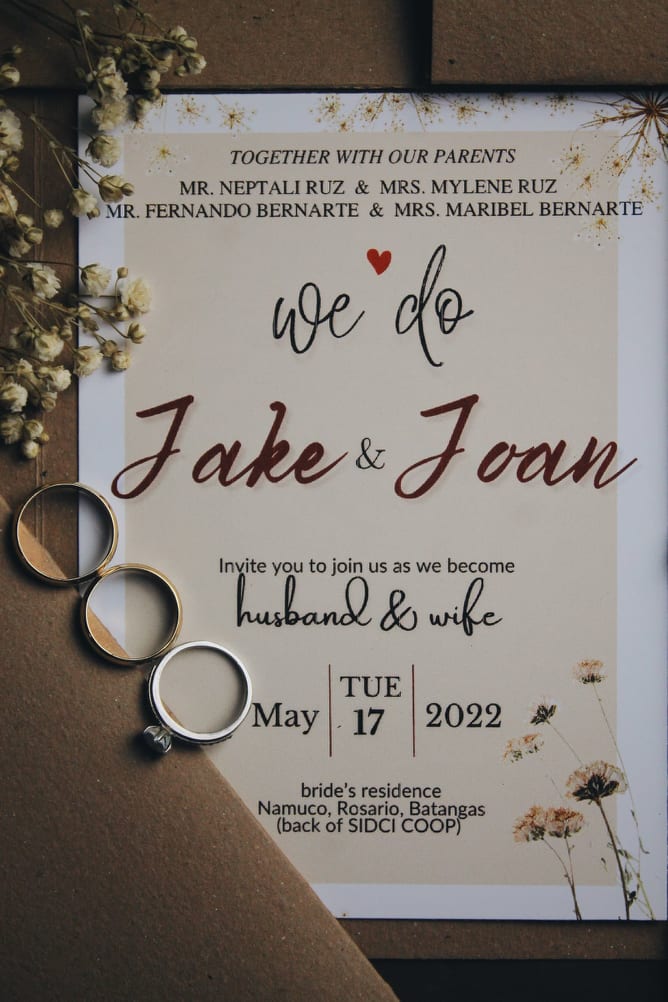 TOGETHER WITH OUR PARENTS
MR. NEPTALI RUZ & MRS. MYLENE RUZ
MR. FERNANDO BERNARTE & MRS. MARIBEL BERNARTE
we do
Jake & Joan
Invite you to join us as we become
husband & wife
May TUE 17 2022
bride's residence
Namuco, Rosario, Batangas
(back of SIDCI COOP)